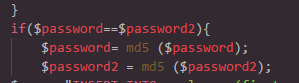 }
if($password==$password2){
$password= md5 ($password);
$password2 = md5 ($password2);